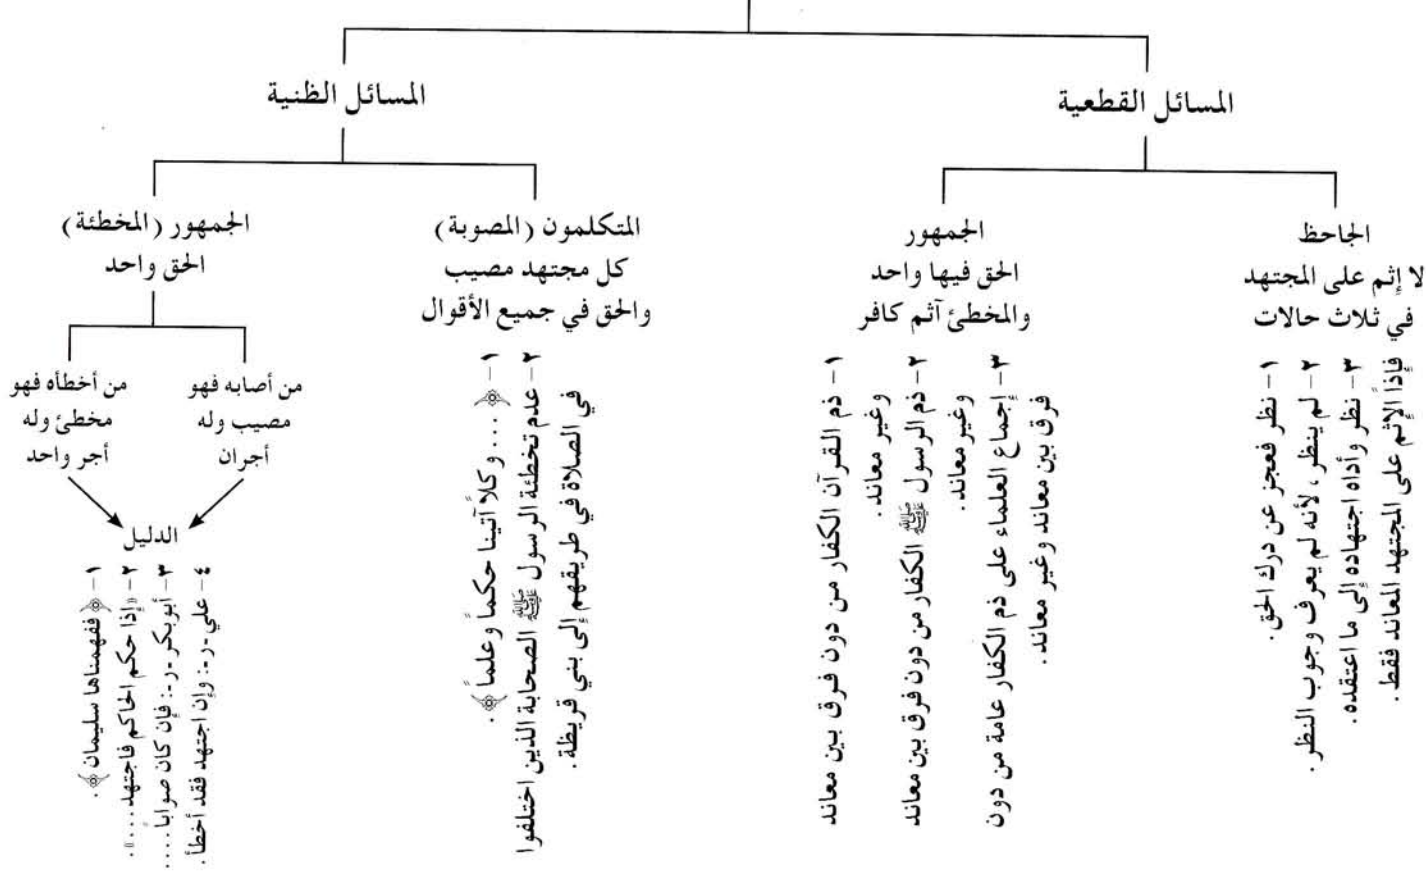 المسائل القطعية
المسائل الظنية
الجاحظ
لا إثم على المجتهد
في ثلاث حالات
١- نظر فعجز عن درك الحق.
٢- لم ينظر، لأنه لم يعرف وجوب النظر.
٣- نظر وأداه اجتهاده إلى ما اعتقده.
فإذاً الإثم على المجتهد المعاند فقط.
الجمهور
الحق فيها واحد
والمخطئ آثم كافر
١- ذم القرآن الكفار من دون فرق بين معاند
وغير معاند.
٢- ذم الرسول ﷺ الكفار من دون فرق بين معاند
وغير معاند.
٣- إجماع العلماء على ذم الكفار عامة من دون
فرق بين معاند وغير معاند.
المتكلمون (المصوبة)
كل مجتهد مصيب
والحق في جميع الأقوال
١- ﴿... وكلاً آتينا حكماً وعلماً﴾.
٢- عدم تخطئة الرسول ﷺ الصحابة الذين اختلفوا
في الصلاة في طريقهم إلى بني قريظة.
الجمهور (المخطئة)
الحق واحد
من أصابه فهو
مصيب وله
أجران
من أخطأه فهو
مخطئ وله
أجر واحد
الدليل
١- ﴿ففهمناها سليمان﴾.
٢- «إذا حكم الحاكم فاجتهد....».
٣- أبوبكر -ر-: فإن كان صواباً.....
٤- علي -ر-: وإن اجتهد فقد أخطأ.